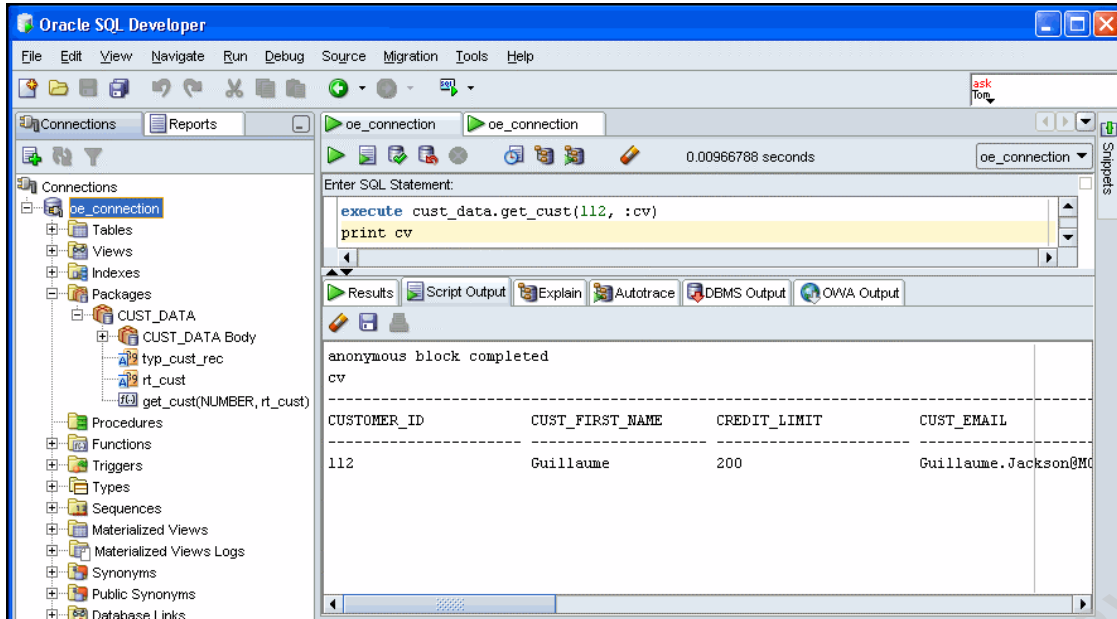 Oracle SQL Developer
File Edit View Navigate Run Debug Source Migration Tools Help
ask
Tom
Connections Reports
oe_connection oe_connection
0.00966788 seconds oe_connection
Snippets
Enter SQL Statement:
execute cust_data.get_cust(112, :cv)
print cv
Connections
oe_connection
Tables
Views
Indexes
Packages
CUST_DATA
CUST_DATA Body
typ_cust_rec
rt_cust
get_cust(NUMBER, rt_cust)
Procedures
Functions
Triggers
Types
Sequences
Materialized Views
Materialized Views Logs
Synonyms
Public Synonyms
Database Links
Results Script Output Explain Autotrace DBMS Output OWA Output
anonymous block completed
cv
--------------------------------------------------------------------------------
CUSTOMER_ID CUST_FIRST_NAME CREDIT_LIMIT CUST_EMAIL
---------------------- -------------------- ---------------------- --------------------
112 Guillaume 200 Guillaume.Jackson@MO